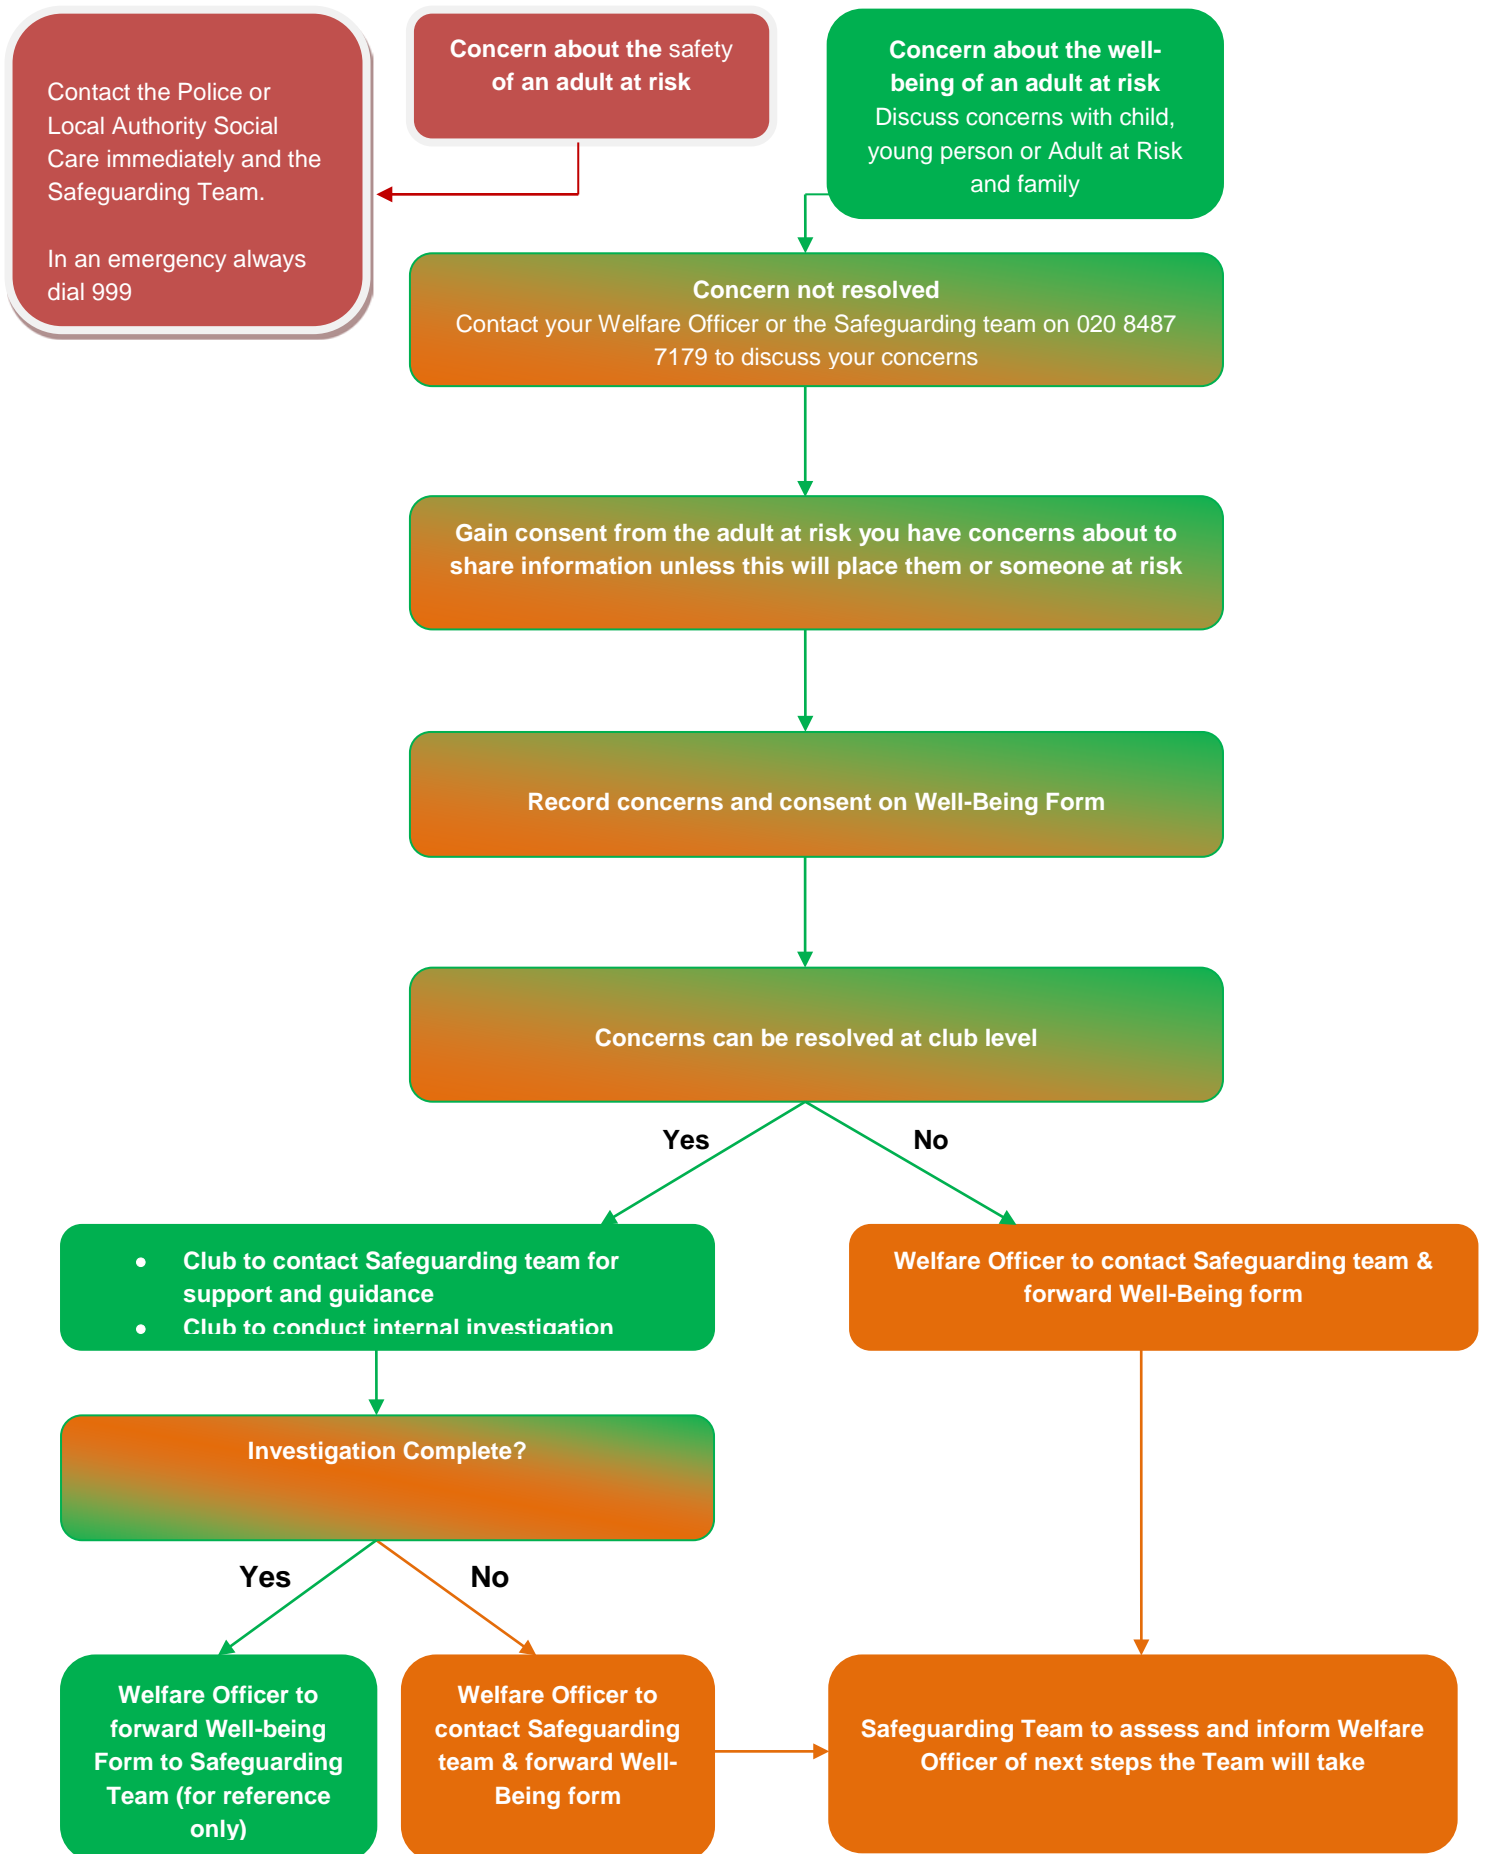 Contact the Police or
Local Authority Social
Care immediately and the
Safeguarding Team.
In an emergency always
dial 999
Concern about the safety
of an adult at risk
Concern about the well-
being of an adult at risk
Discuss concerns with child,
young person or Adult at Risk
and family
Concern not resolved
Contact your Welfare Officer or the Safeguarding team on 020 8487
7179 to discuss your concerns
Gain consent from the adult at risk you have concerns about to
share information unless this will place them or someone at risk
Record concerns and consent on Well-Being Form
Concerns can be resolved at club level
Yes
No
• Club to contact Safeguarding team for
support and guidance
• Club to conduct internal investigation
Welfare Officer to contact Safeguarding team &
forward Well-Being form
Investigation Complete?
Yes
No
Welfare Officer to
forward Well-being
Form to Safeguarding
Team (for reference
only)
Welfare Officer to
contact Safeguarding
team & forward Well-
Being form
Safeguarding Team to assess and inform Welfare
Officer of next steps the Team will take